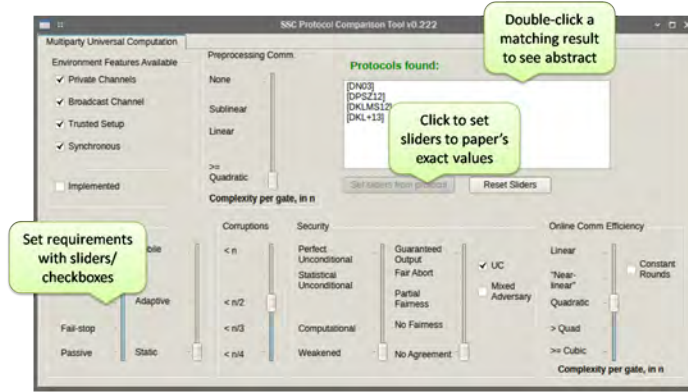 SSC Protocol Comparison Tool v0.222
Multiparty Universal Computation
Environment Features Available
Private Channels
Broadcast Channel
Trusted Setup
Synchronous
Implemented
Preprocessing Comm.
None
Sublinear
Linear
>=
Quadratic
Complexity per gate, in n
Protocols found:
[DN03]
[DPSZ12]
[DKLMS12]
[DKL+13]
Double-click a
matching result
to see abstract
Click to set
sliders to paper's
exact values
Set sliders from protocol
Reset Sliders
Set requirements
with sliders/
checkboxes
Fail-stop
Passive
Adaptive
Static
Corruptions
< n
< n/2
< n/3
< n/4
Security
Perfect
Unconditional
Statistical
Unconditional
Computational
Weakened
Guaranteed
Output
Fair Abort
Partial
Fairness
No Fairness
No Agreement
UC
Mixed
Adversary
Online Comm Efficiency
Linear
"Near-
linear"
Quadratic
> Quad
>= Cubic
Complexity per gate, in n
Constant
Rounds